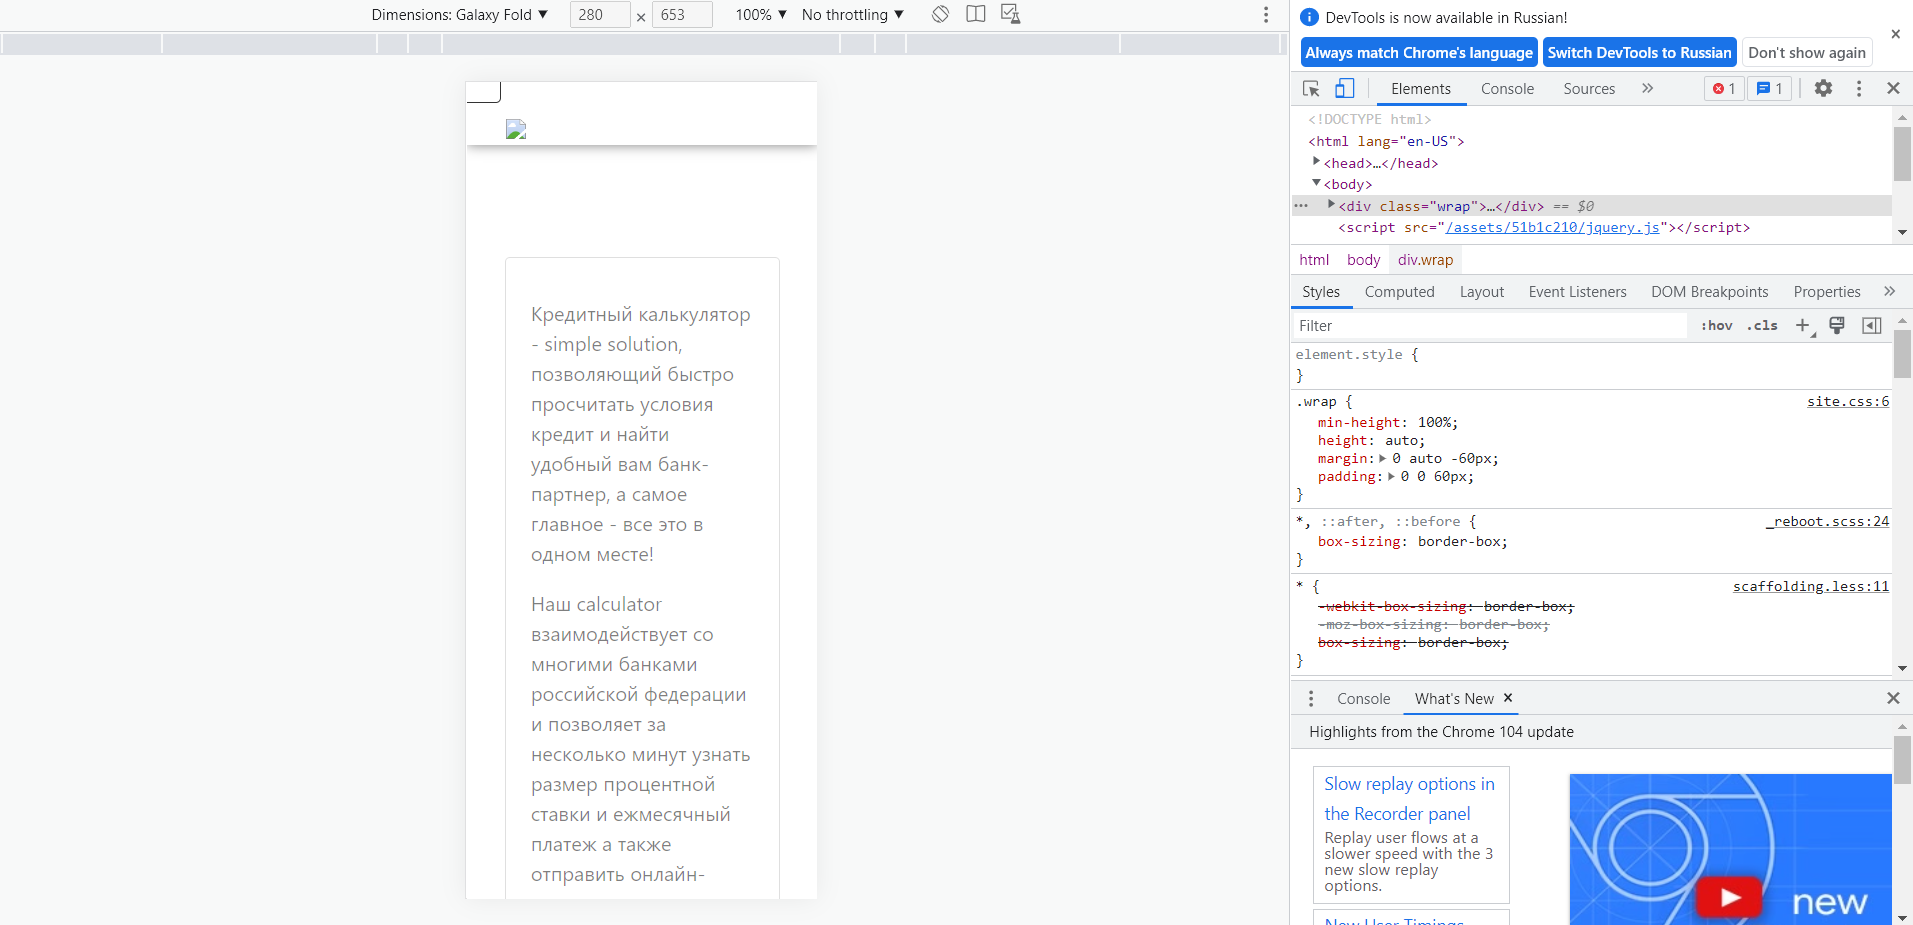 Dimensions: Galaxy Fold ▼ 280 × 653 100% ▼ No throttling ▼
Кредитный калькулятор
- simple solution,
позволяющий быстро
просчитать условия
кредит и найти
удобный вам банк-
партнер, а самое
главное - все это в
одном месте!
Наш calculator
взаимодействует со
многими банками
российской федерации
и позволяет за
несколько минут узнать
размер процентной
ставки и ежмесячный
платеж а также
отправить онлайн-
DevTools is now available in Russian!
Always match Chrome's language Switch DevTools to Russian Don't show again
Elements Console Sources » 1 1
<!DOCTYPE html>
<html lang="en-US">
<head>…</head>
<body>
<div class="wrap">…</div> == $0
<script src="/assets/51b1c210/jquery.js"></script>
html body div.wrap
Styles Computed Layout Event Listeners DOM Breakpoints Properties »
Filter :hov .cls +
element.style {
}
.wrap { site.css:6
min-height: 100%;
height: auto;
margin: 0 auto -60px;
padding: 0 0 60px;
}
*, ::after, ::before { _reboot.scss:24
box-sizing: border-box;
}
* { scaffolding.less:11
-webkit-box-sizing: border-box;
-moz-box-sizing: border-box;
box-sizing: border-box;
}
Console What's New ×
Highlights from the Chrome 104 update
Slow replay options in
the Recorder panel
Replay user flows at a
slower speed with the 3
new slow replay
options.
New User Timings
new